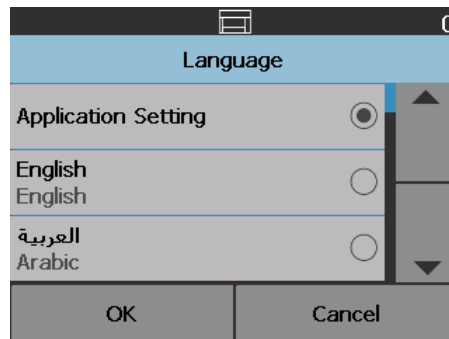 Language
Application Setting
English
English
العربية
Arabic
OK
Cancel